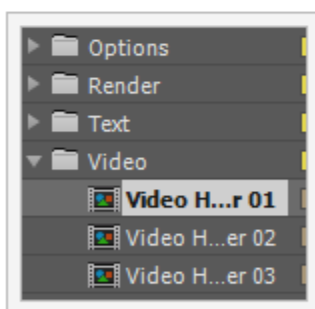 Options
Render
Text
Video
Video H...r 01
Video H...er 02
Video H...er 03